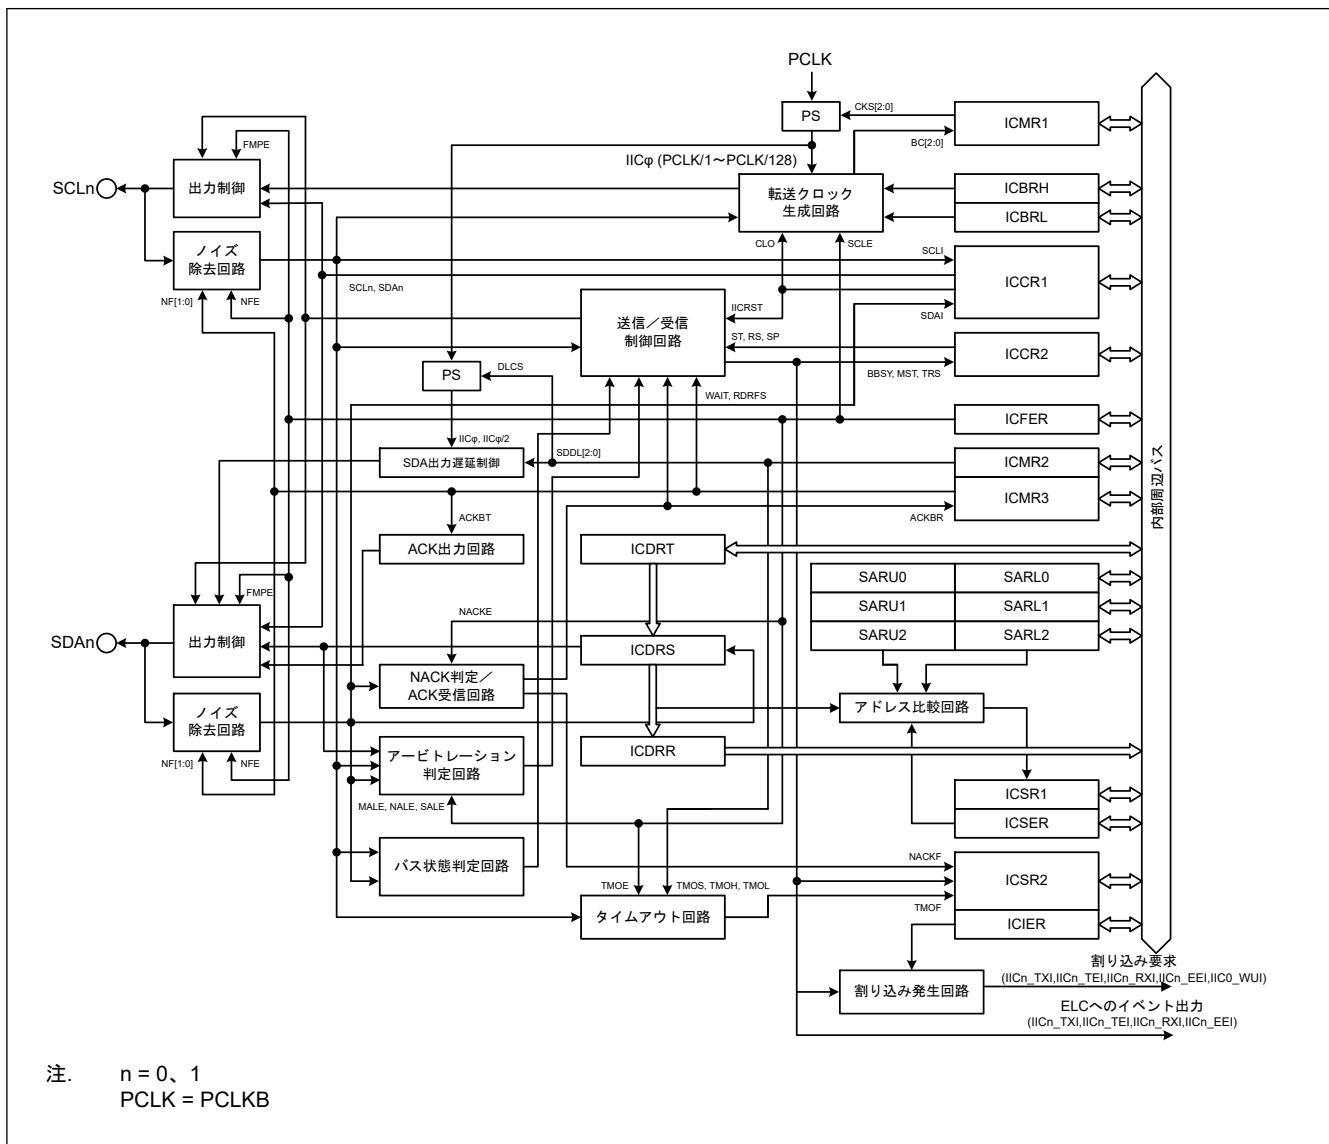 PCLK
PS
CKS[2:0]
ICMR1
BC[2:0]
FMPE
IICφ (PCLK/1～PCLK/128)
SCLn
出力制御
転送クロック
生成回路
ICBRH
ICBRL
CLO
SCLE
ノイズ
除去回路
SCLI
ICCR1
SCLn, SDAn
NF[1:0]
NFE
IICRST
SDAI
送信／受信
制御回路
ST, RS, SP
ICCR2
BBSY, MST, TRS
PS
DLCS
WAIT, RDRFS
ICFER
IICφ, IICφ/2
SDA出力遅延制御
SDDL[2:0]
ICMR2
ICMR3
ACKBT
ACKBR
内部周辺バス
ACK出力回路
ICDRT
SARU0
SARL0
FMPE
SARU1
SARL1
NACKE
SDAn
出力制御
SARU2
SARL2
ICDRS
NACK判定／
ACK受信回路
ノイズ
除去回路
アドレス比較回路
NF[1:0]
NFE
アービトレーション
判定回路
ICDRR
ICSR1
MALE, NALE, SALE
ICSER
バス状態判定回路
NACKF
ICSR2
TMOE
TMOS, TMOH, TMOL
TMOF
タイムアウト回路
ICIER
割り込み要求
(IICn_TXI,IICn_TEI,IICn_RXI,IICn_EEI,IIC0_WUI)
割り込み発生回路
ELCへのイベント出力
(IICn_TXI,IICn_TEI,IICn_RXI,IICn_EEI)
注. n = 0、1
PCLK = PCLKB